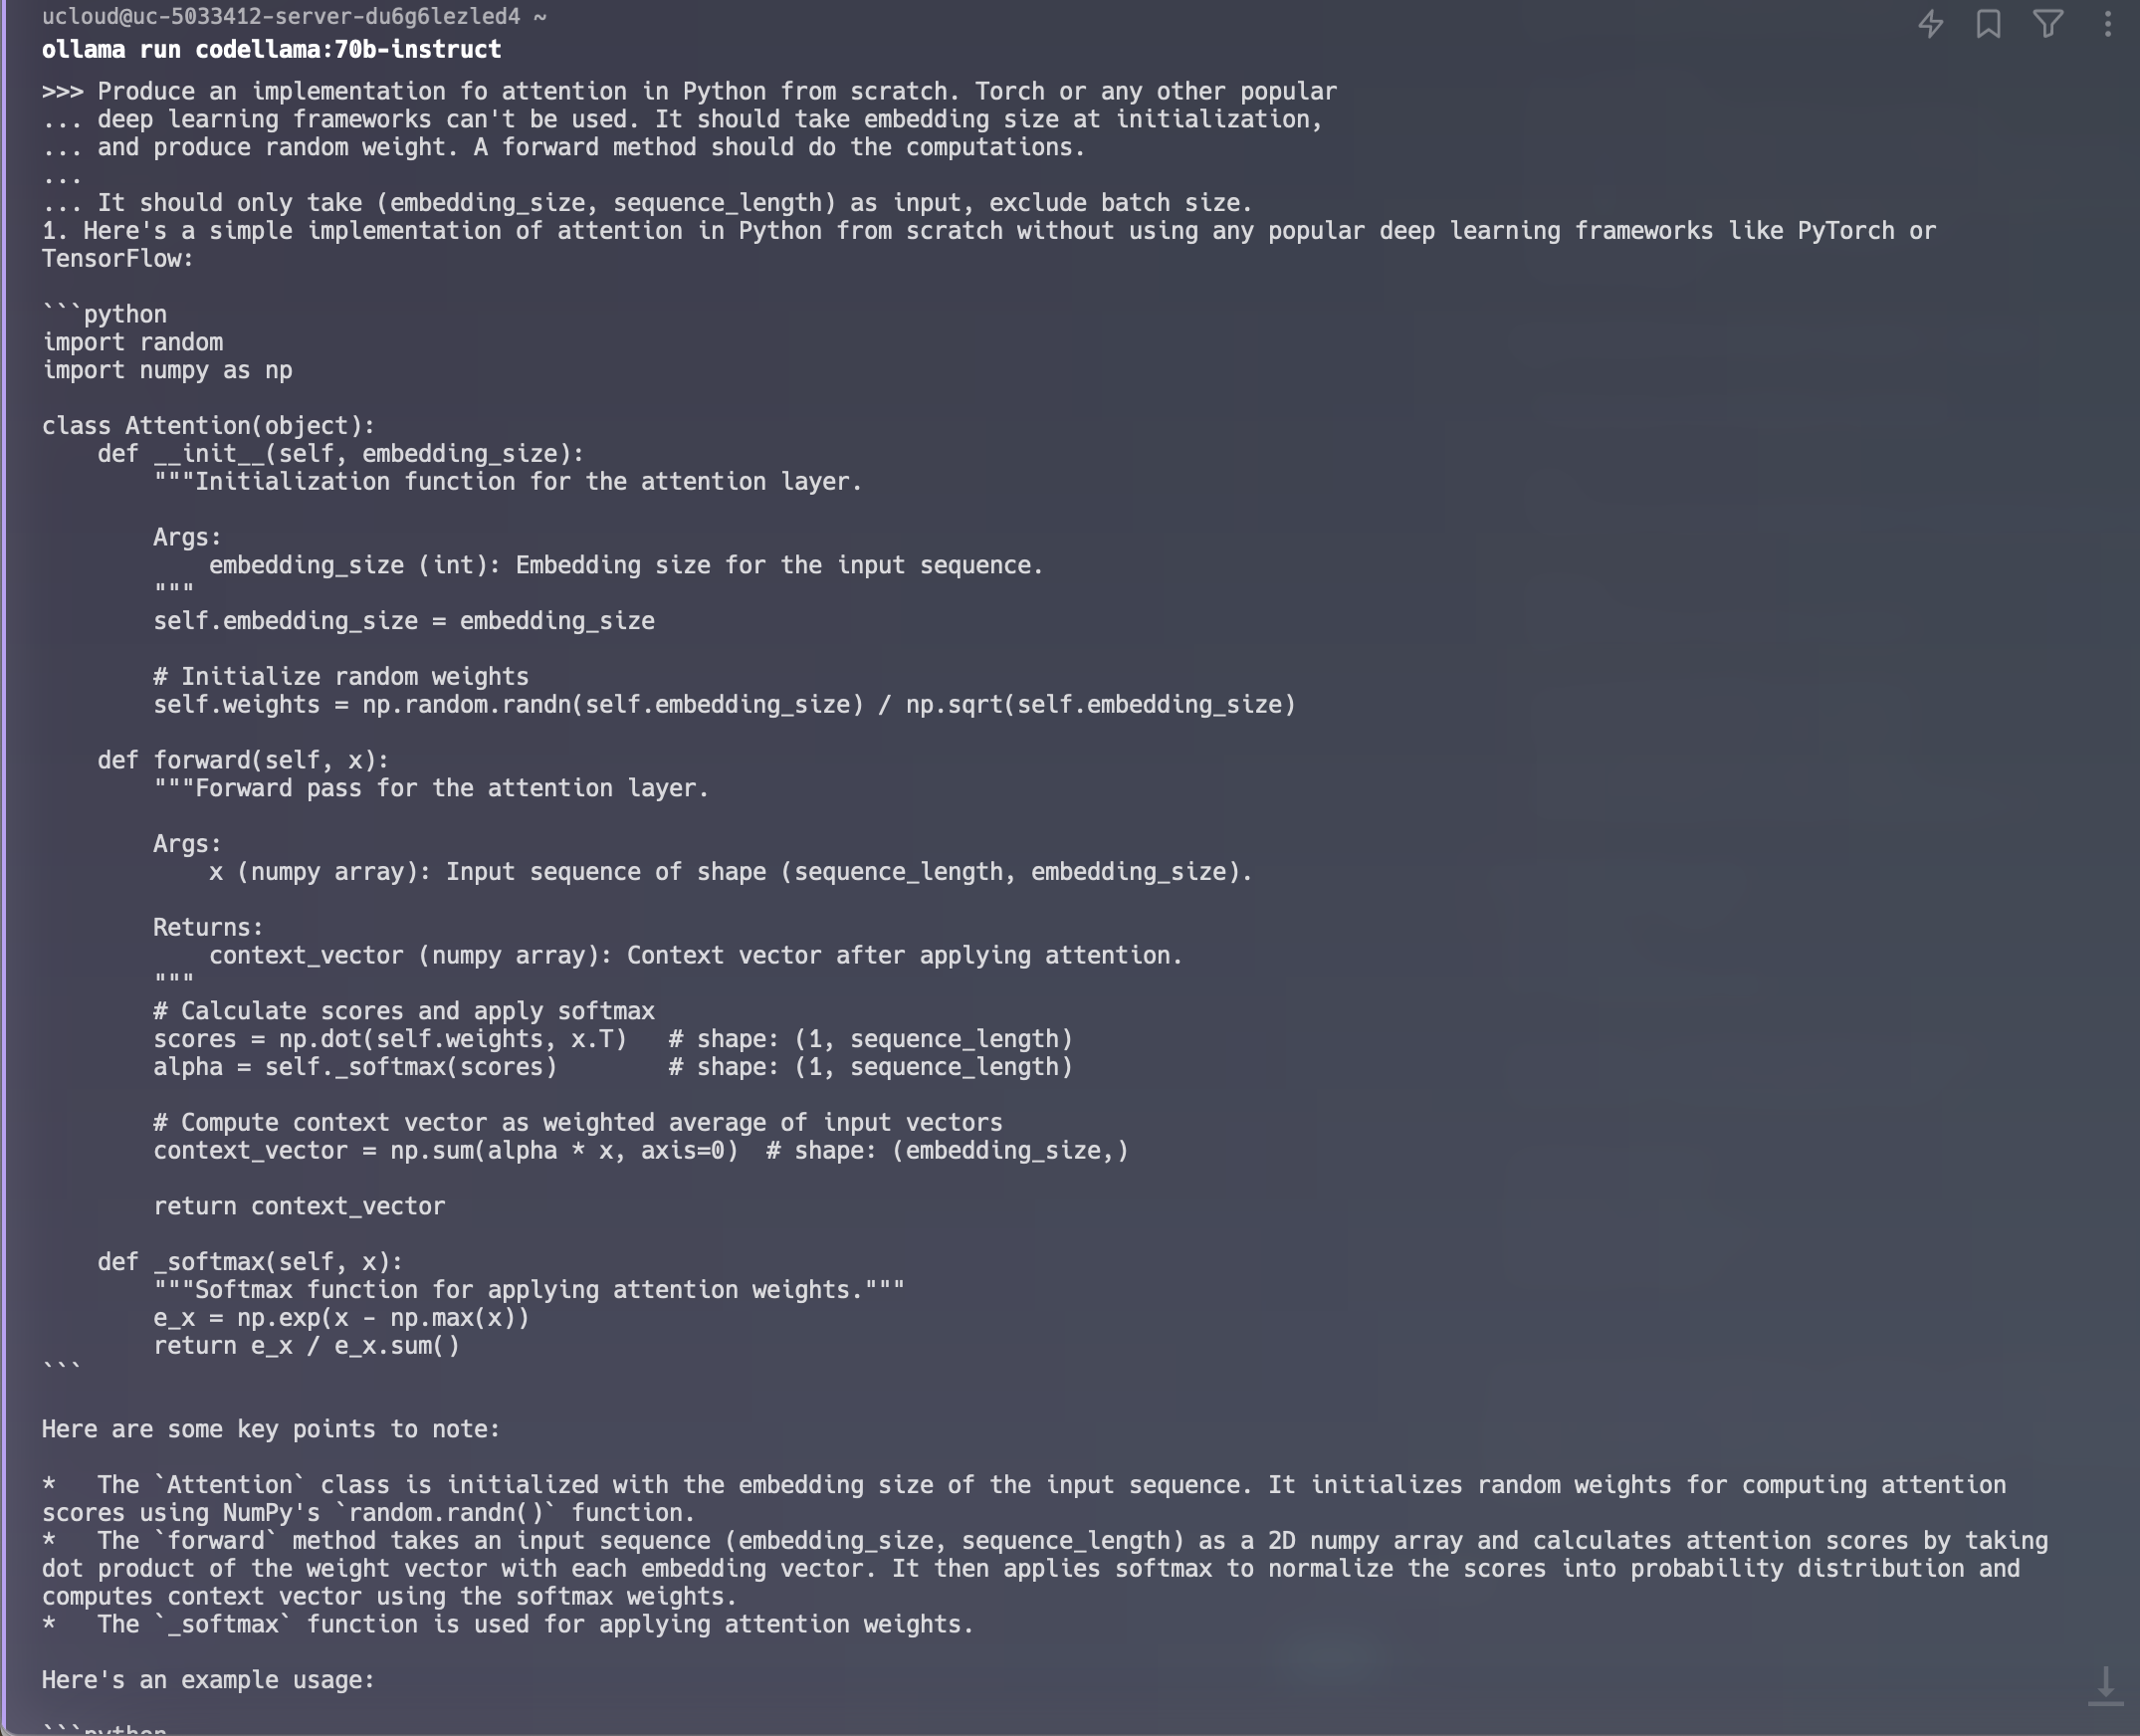 ucloud@uc-5033412-server-du6g6lezled4 ~
ollama run codellama:70b-instruct
>>> Produce an implementation fo attention in Python from scratch. Torch or any other popular
... deep learning frameworks can't be used. It should take embedding size at initialization,
... and produce random weight. A forward method should do the computations.
...
... It should only take (embedding_size, sequence_length) as input, exclude batch size.
1. Here's a simple implementation of attention in Python from scratch without using any popular deep learning frameworks like PyTorch or
TensorFlow:

```python
import random
import numpy as np

class Attention(object):
    def __init__(self, embedding_size):
        """Initialization function for the attention layer.

        Args:
            embedding_size (int): Embedding size for the input sequence.
        """
        self.embedding_size = embedding_size

        # Initialize random weights
        self.weights = np.random.randn(self.embedding_size) / np.sqrt(self.embedding_size)

    def forward(self, x):
        """Forward pass for the attention layer.

        Args:
            x (numpy array): Input sequence of shape (sequence_length, embedding_size).

        Returns:
            context_vector (numpy array): Context vector after applying attention.
        """
        # Calculate scores and apply softmax
        scores = np.dot(self.weights, x.T)   # shape: (1, sequence_length)
        alpha = self._softmax(scores)        # shape: (1, sequence_length)

        # Compute context vector as weighted average of input vectors
        context_vector = np.sum(alpha * x, axis=0)  # shape: (embedding_size,)

        return context_vector

    def _softmax(self, x):
        """Softmax function for applying attention weights."""
        e_x = np.exp(x - np.max(x))
        return e_x / e_x.sum()
```

Here are some key points to note:

*   The `Attention` class is initialized with the embedding size of the input sequence. It initializes random weights for computing attention
scores using NumPy's `random.randn()` function.
*   The `forward` method takes an input sequence (embedding_size, sequence_length) as a 2D numpy array and calculates attention scores by taking
dot product of the weight vector with each embedding vector. It then applies softmax to normalize the scores into probability distribution and
computes context vector using the softmax weights.
*   The `_softmax` function is used for applying attention weights.

Here's an example usage:

```python